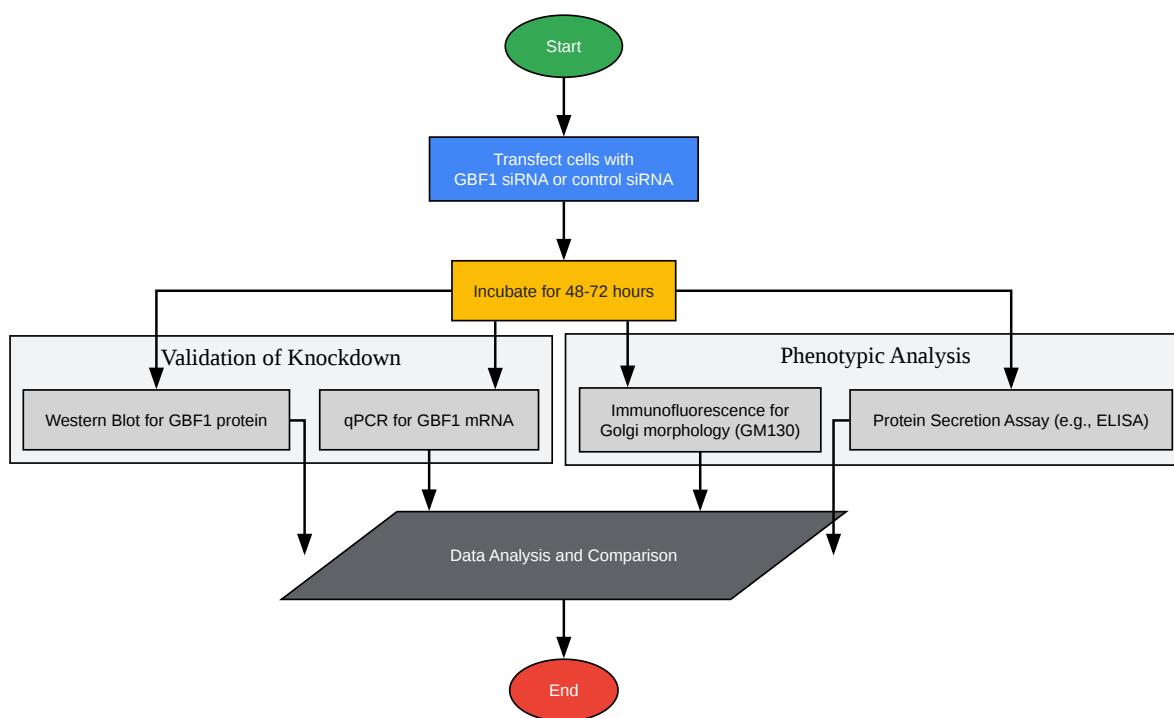 Start
Transfect cells with
GBF1 siRNA or control siRNA
Incubate for 48-72 hours
Validation of Knockdown
Phenotypic Analysis
Western Blot for GBF1 protein
qPCR for GBF1 mRNA
Immunofluorescence for
Golgi morphology (GM130)
Protein Secretion Assay (e.g., ELISA)
Data Analysis and Comparison
End